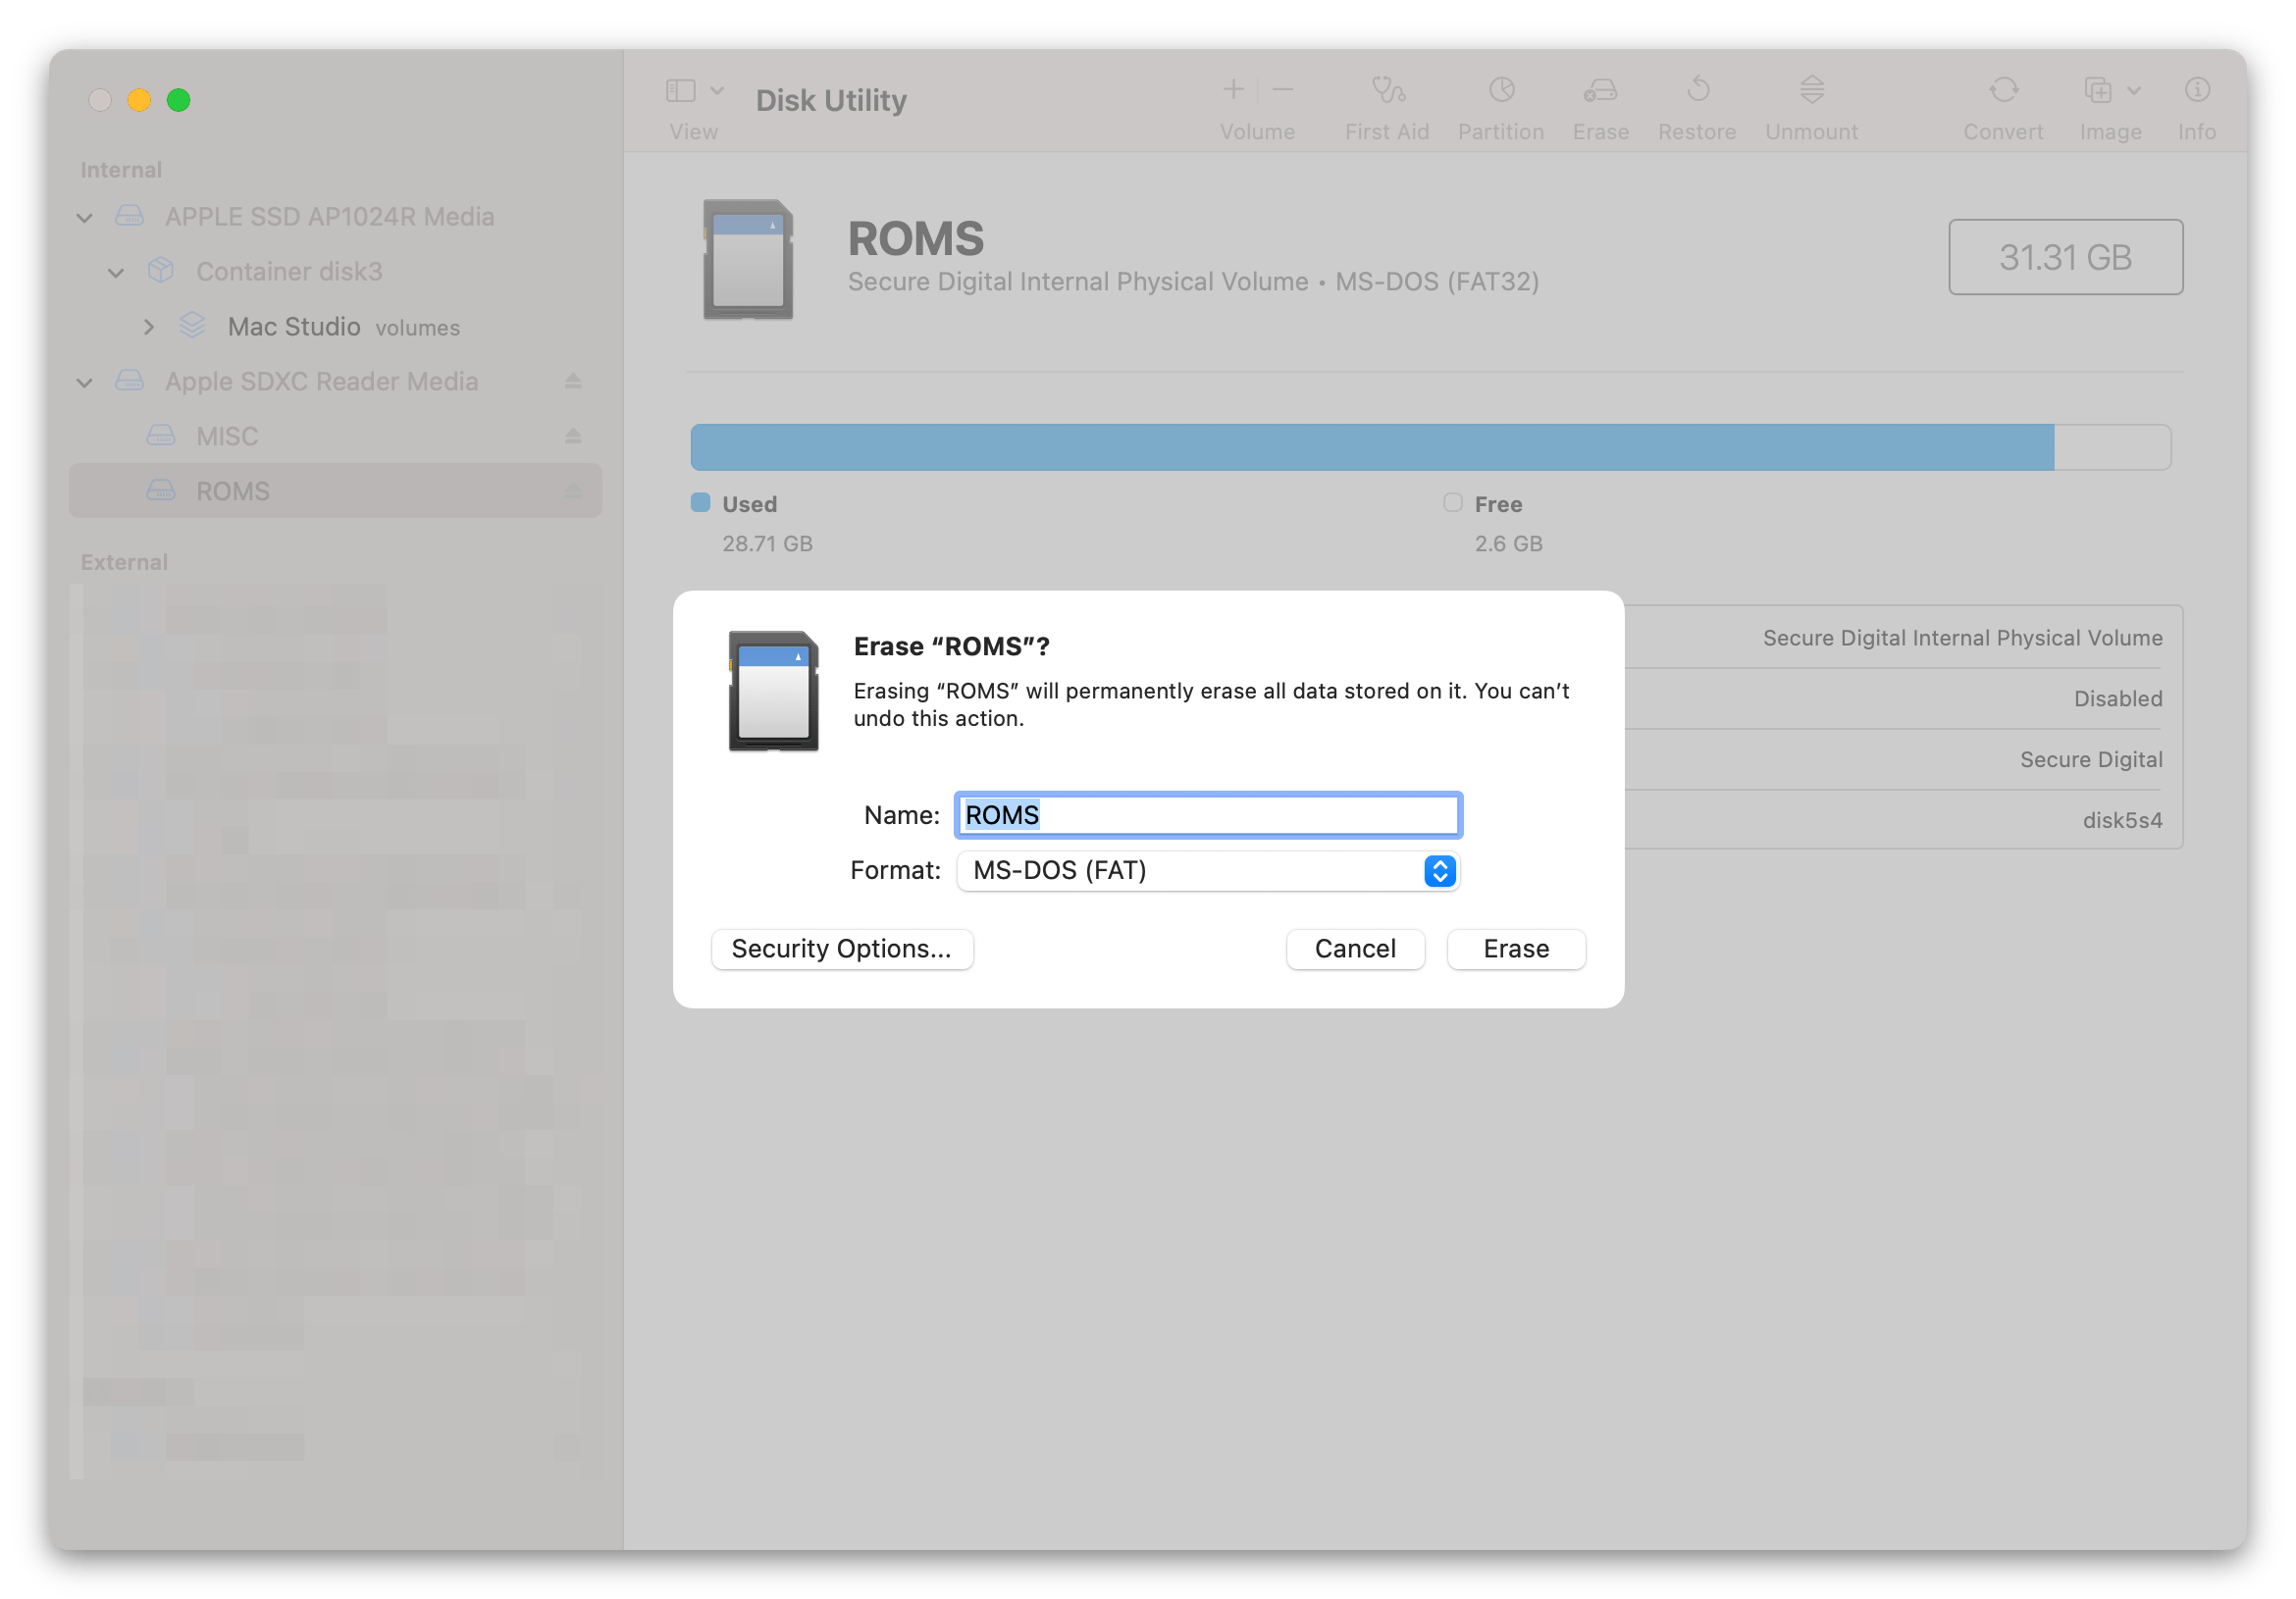 View
Disk Utility
Volume
First Aid
Partition
Erase
Restore
Unmount
Convert
Image
Info
Internal
APPLE SSD AP1024R Media
Container disk3
Mac Studio volumes
Apple SDXC Reader Media
MISC
ROMS
External
ROMS
Secure Digital Internal Physical Volume • MS-DOS (FAT32)
31.31 GB
Used
28.71 GB
Free
2.6 GB
Secure Digital Internal Physical Volume
Disabled
Secure Digital
disk5s4
Erase “ROMS”?
Erasing “ROMS” will permanently erase all data stored on it. You can’t
undo this action.
Name: ROMS
Format: MS-DOS (FAT)
Security Options...
Cancel
Erase